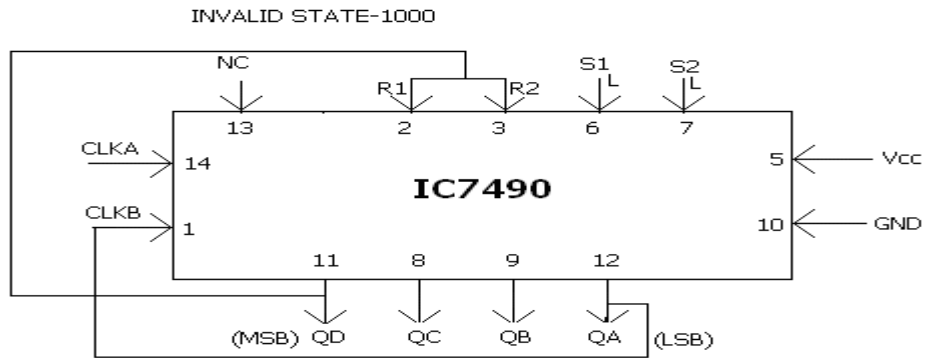 INVALID STATE-1000
NC
S1
S2
R1
R2
L
L
13
2
3
6
7
CLKA
14
5
Vcc
IC7490
CLKB
1
10
GND
11
8
9
12
(MSB)
QD
QC
QB
QA
(LSB)